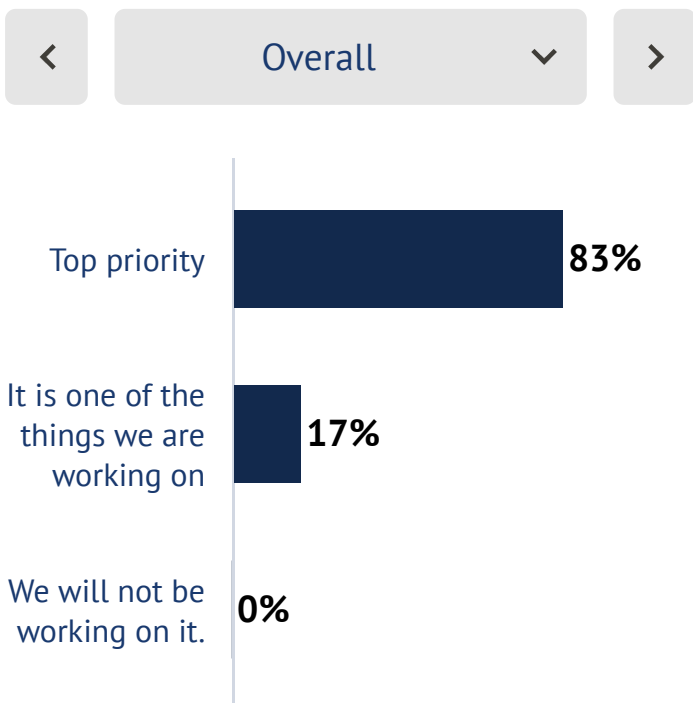 Overall
Top priority
83%
It is one of the
things we are
working on
17%
We will not be
working on it.
0%